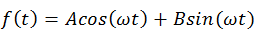 f(t) = Acos(ωt) + Bsin(ωt)